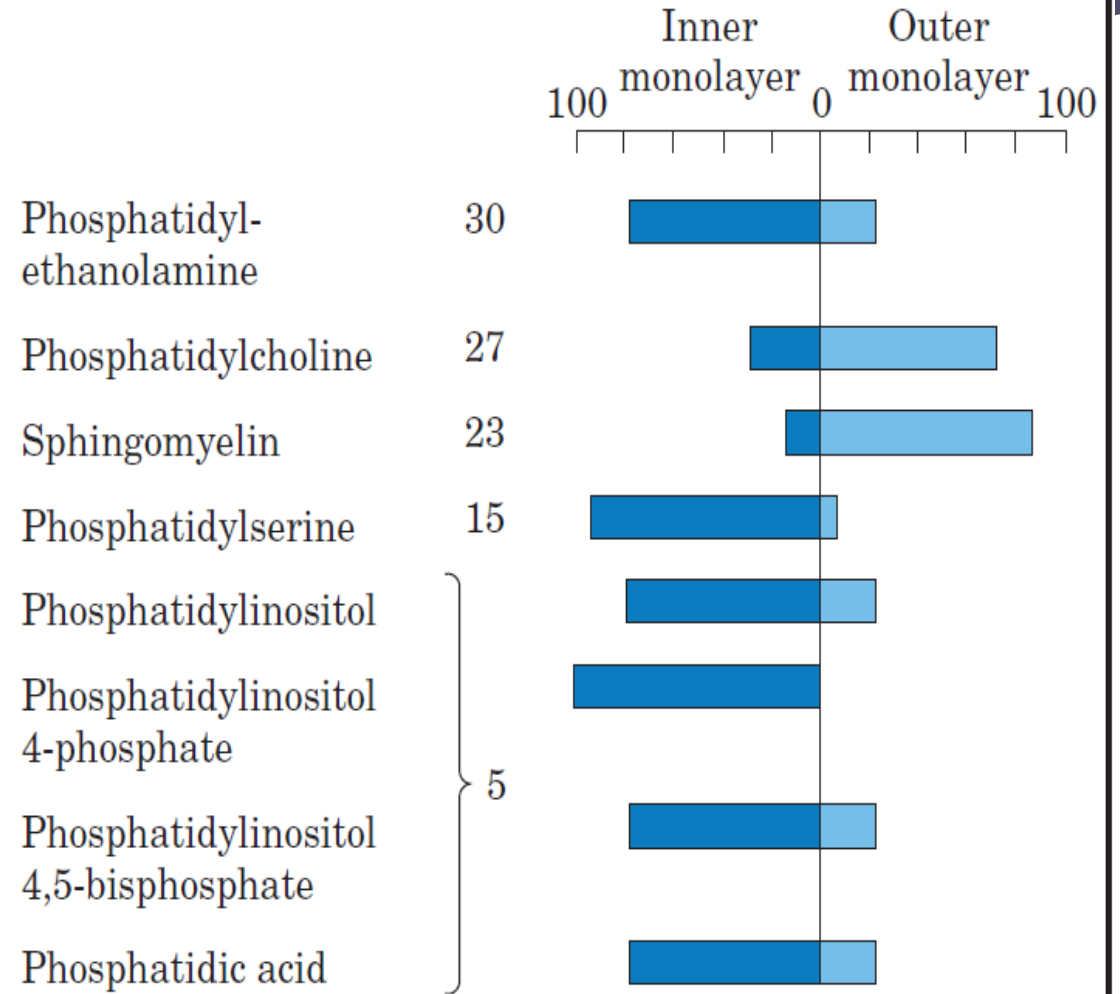 Inner Outer
monolayer monolayer
100 0 100
Phosphatidyl- 30
ethanolamine
Phosphatidylcholine 27
Sphingomyelin 23
Phosphatidylserine 15
Phosphatidylinositol
Phosphatidylinositol
4-phosphate
5
Phosphatidylinositol
4,5-bisphosphate
Phosphatidic acid